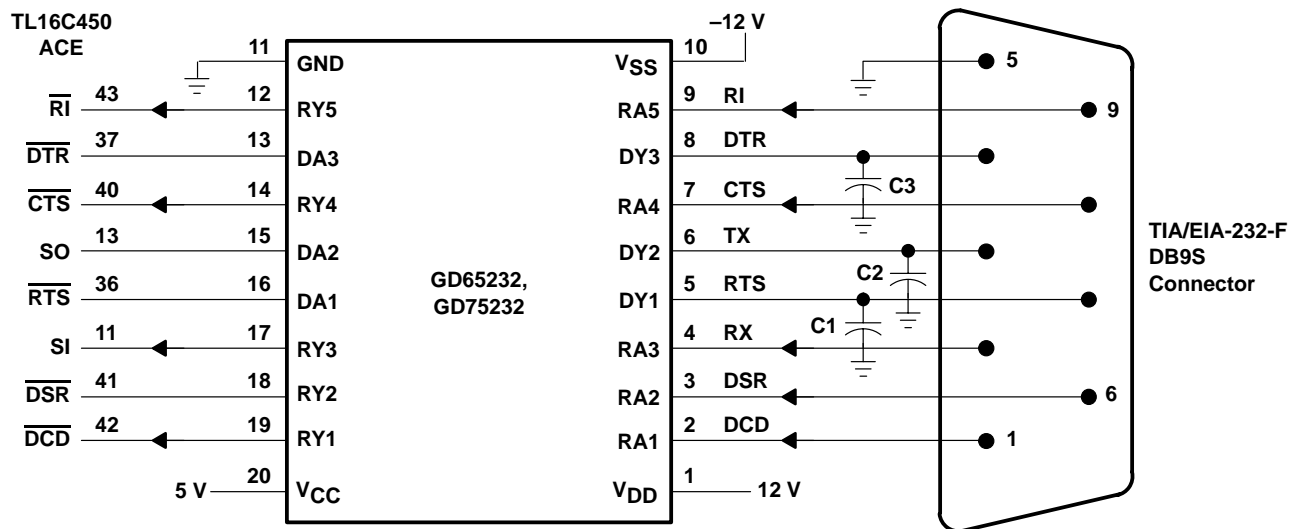 TL16C450
ACE
–12 V
11 GND VSS 10
5
RI 43 12 RY5 RA5 9 RI 9
DTR 37 13 DA3 DY3 8 DTR
C3
CTS 40 14 RY4 RA4 7 CTS
SO 13 15 DA2 DY2 6 TX
TIA/EIA-232-F
DB9S
Connector
GD65232,
GD75232
C2
RTS 36 16 DA1 DY1 5 RTS
C1
SI 11 17 RY3 RA3 4 RX
DSR 41 18 RY2 RA2 3 DSR 6
DCD 42 19 RY1 RA1 2 DCD 1
5 V 20 VCC VDD 1 12 V